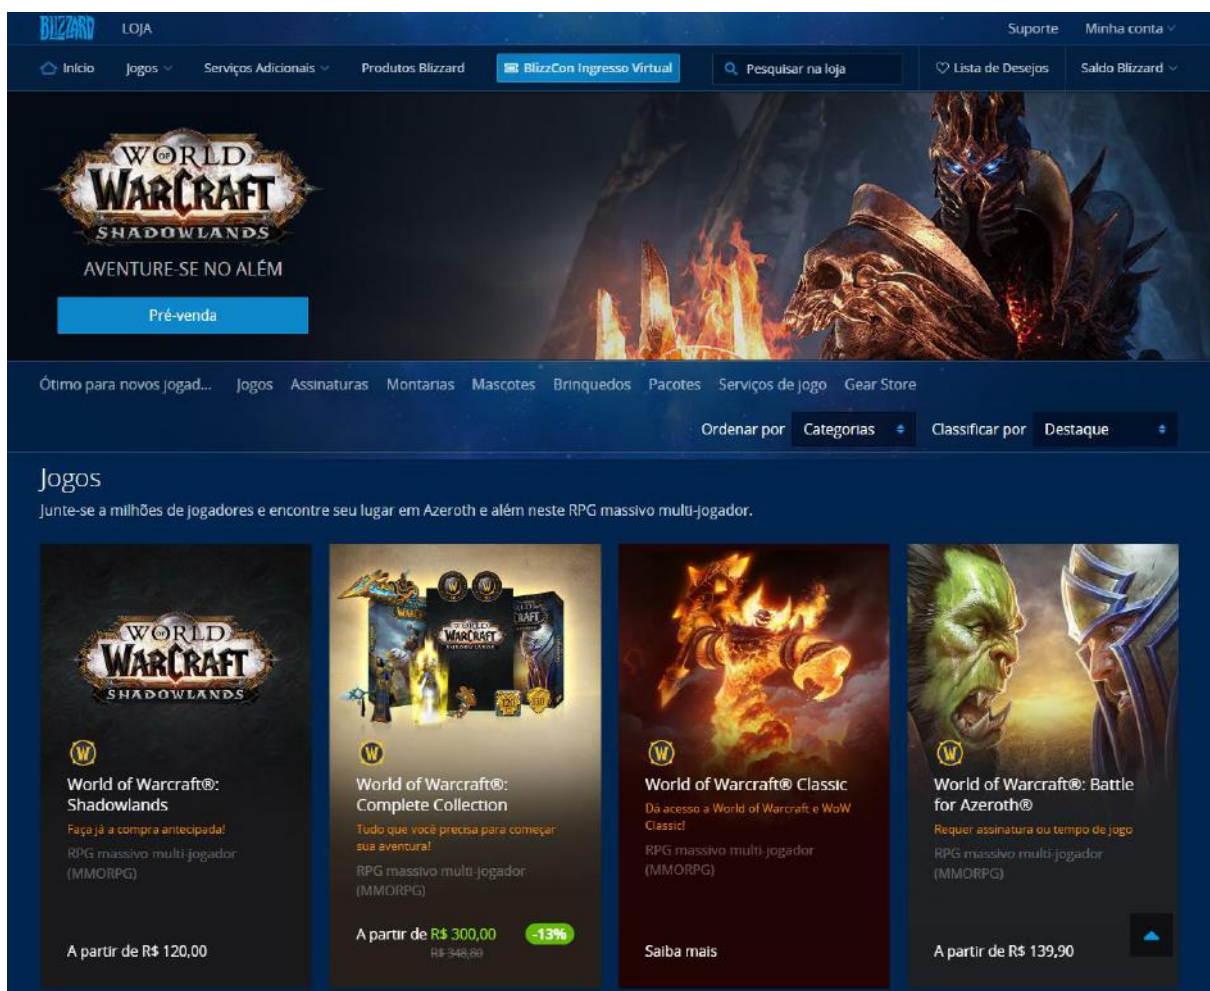 BLIZZARD LOJA Suporte Minha conta
Início Jogos Serviços Adicionais Produtos Blizzard BlizzCon Ingresso Virtual Pesquisar na loja Lista de Desejos Saldo Blizzard
WORLD OF
WARCRAFT
SHADOWLANDS
AVENTURE-SE NO ALÉM
Pré-venda
Ótimo para novos jogad... Jogos Assinaturas Montarias Mascotes Brinquedos Pacotes Serviços de jogo Gear Store
Ordenar por Categorias Classificar por Destaque
Jogos
Junte-se a milhões de jogadores e encontre seu lugar em Azeroth e além neste RPG massivo multi-jogador.
WORLD OF
WARCRAFT
SHADOWLANDS
W
World of Warcraft®:
Shadowlands
Faça já a compra antecipada!
RPG massivo multi-jogador
(MMORPG)
A partir de R$ 120,00
WORLD
WARCRAFT
W
World of Warcraft®:
Complete Collection
Tudo que você precisa para começar
sua aventura!
RPG massivo multi-jogador
(MMORPG)
A partir de R$ 300,00 -13%
R$ 348,80
W
World of Warcraft® Classic
Dá acesso a World of Warcraft e WoW
Classic!
RPG massivo multi-jogador
(MMORPG)
Saiba mais
W
World of Warcraft®: Battle
for Azeroth®
Requer assinatura ou tempo de jogo
RPG massivo multi-jogador
(MMORPG)
A partir de R$ 139,90